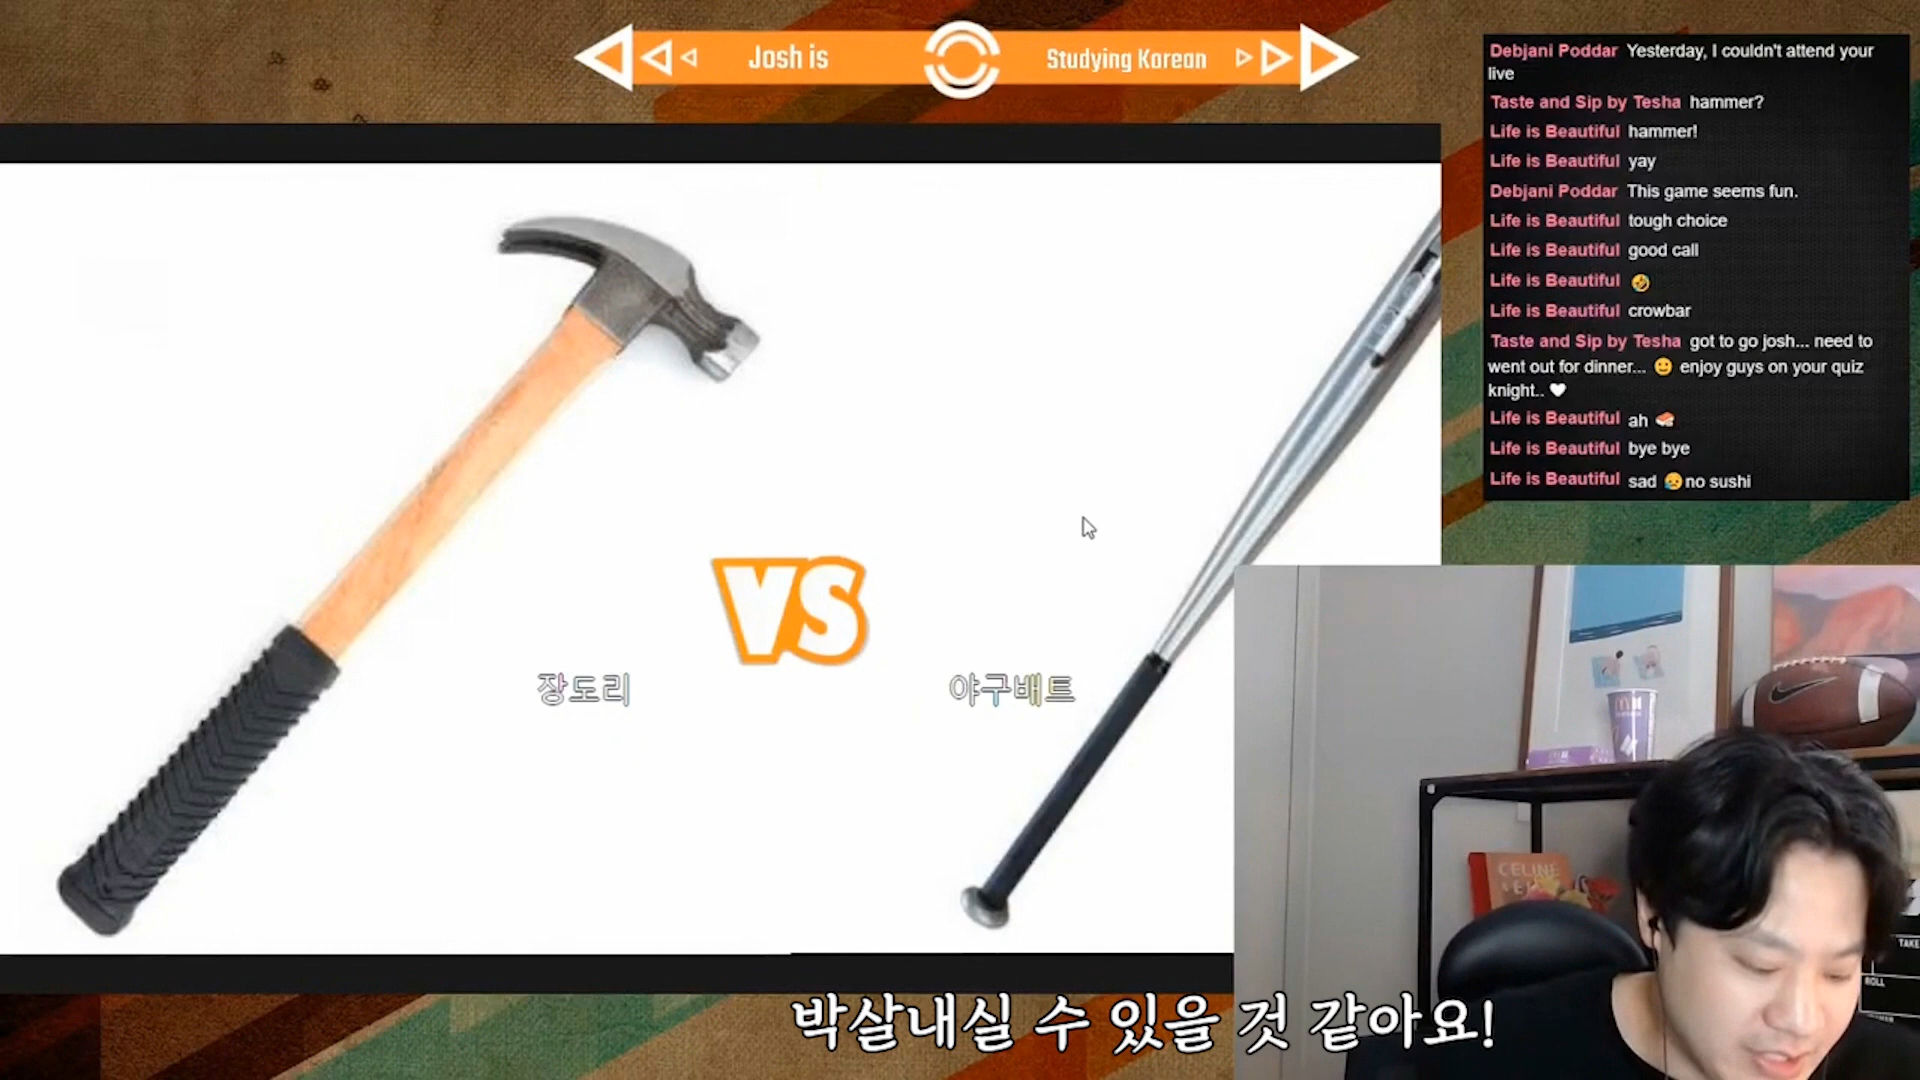 Josh is
Studying Korean
Debjani Poddar Yesterday, I couldn't attend your
live
Taste and Sip by Tesha hammer?
Life is Beautiful hammer!
Life is Beautiful yay
Debjani Poddar This game seems fun.
Life is Beautiful tough choice
Life is Beautiful good call
Life is Beautiful 🤣
Life is Beautiful crowbar
Taste and Sip by Tesha got to go josh... need to
went out for dinner... 🙂 enjoy guys on your quiz
knight.. 🤍
Life is Beautiful ah 🍣
Life is Beautiful bye bye
Life is Beautiful sad 😥no sushi
VS
장도리
야구배트
CELINE
TAKE
ROLL
박살내실 수 있을 것 같아요!